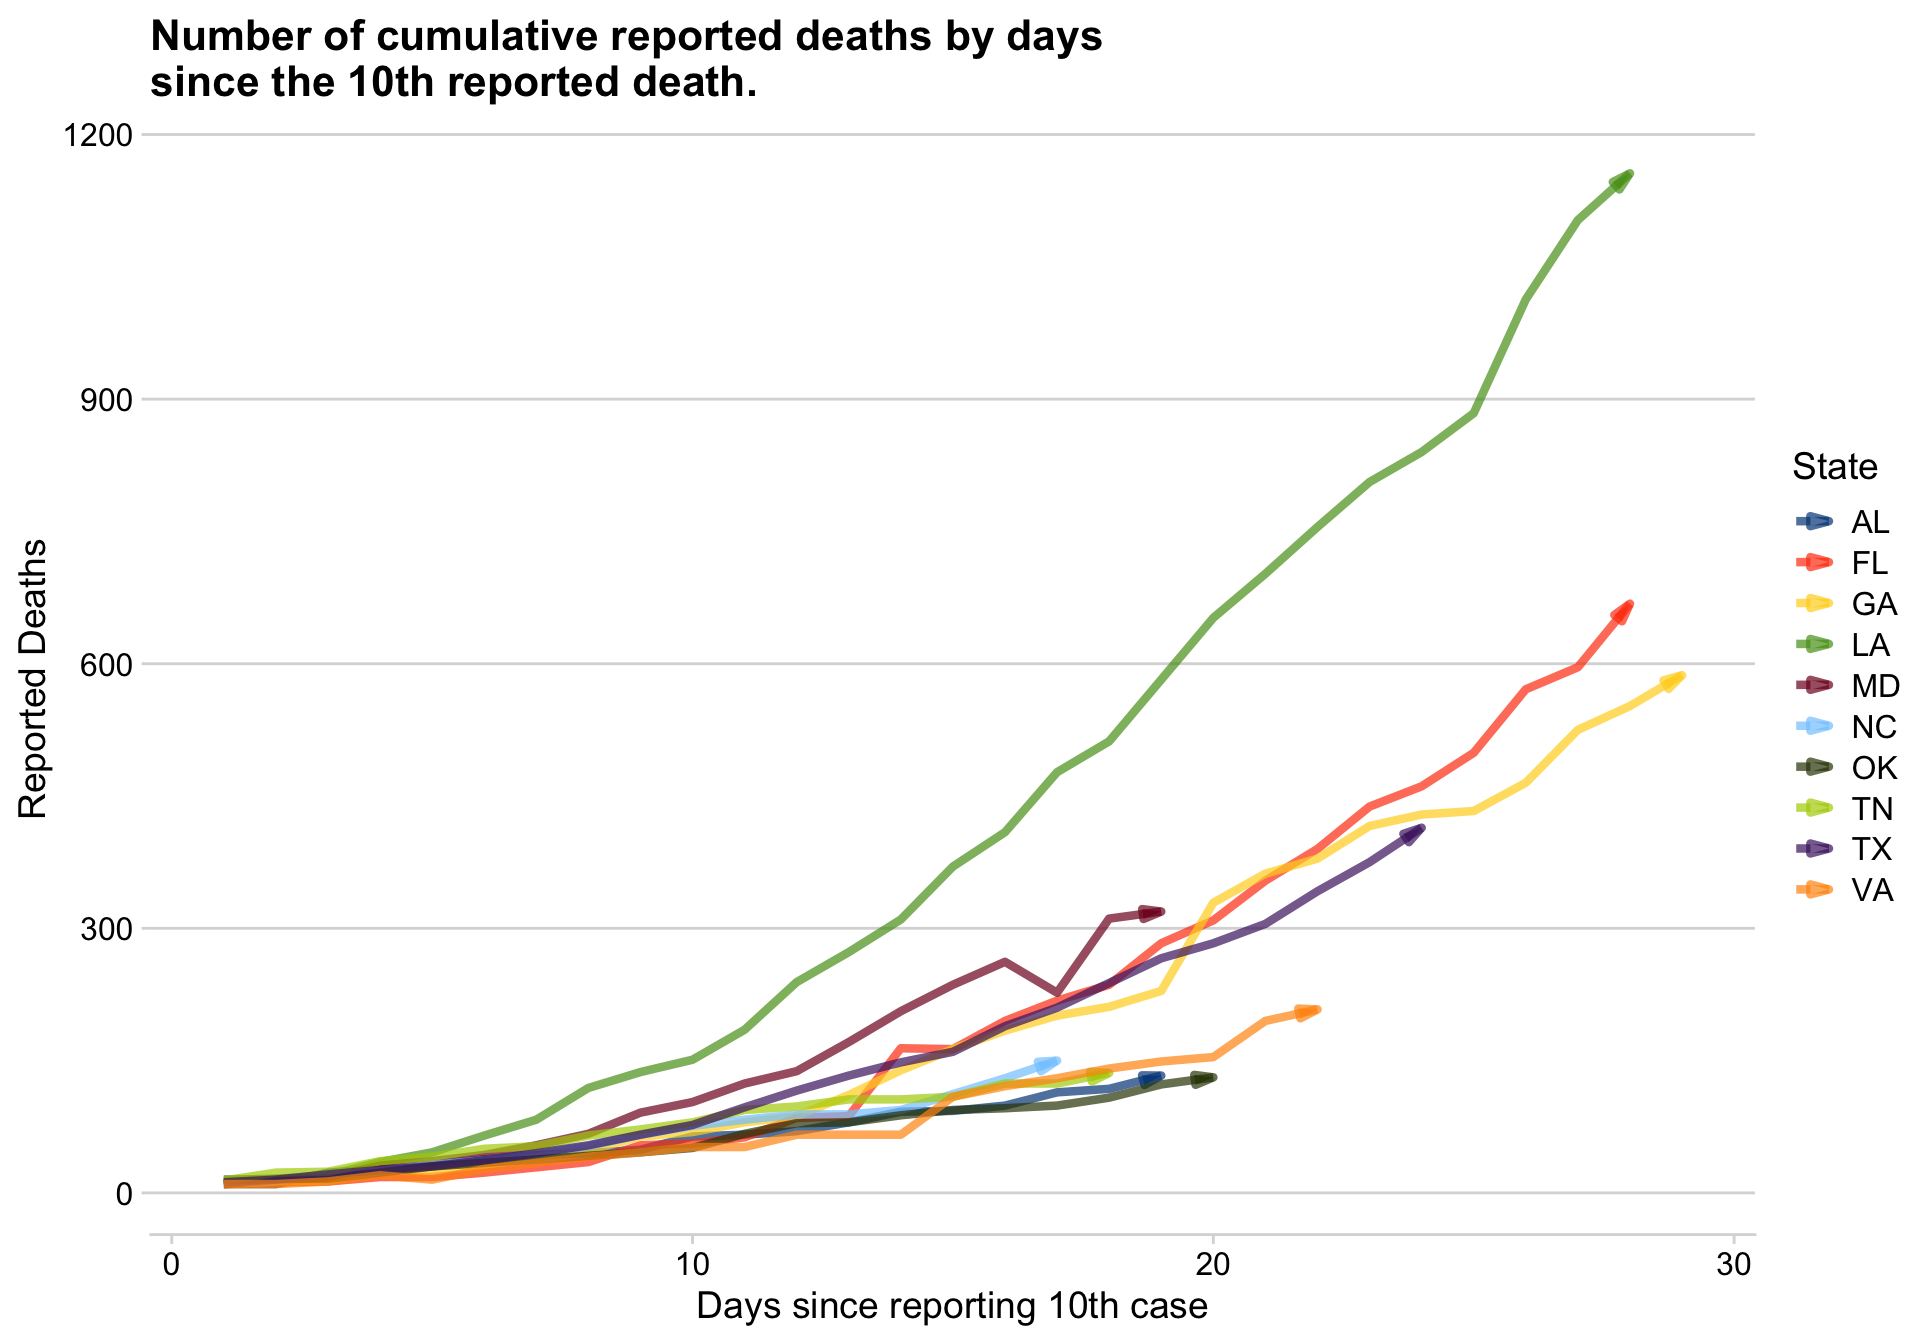 Number of cumulative reported deaths by days
since the 10th reported death.
1200
900
600
300
0
Reported Deaths
0 10 20 30
Days since reporting 10th case
State
AL
FL
GA
LA
MD
NC
OK
TN
TX
VA